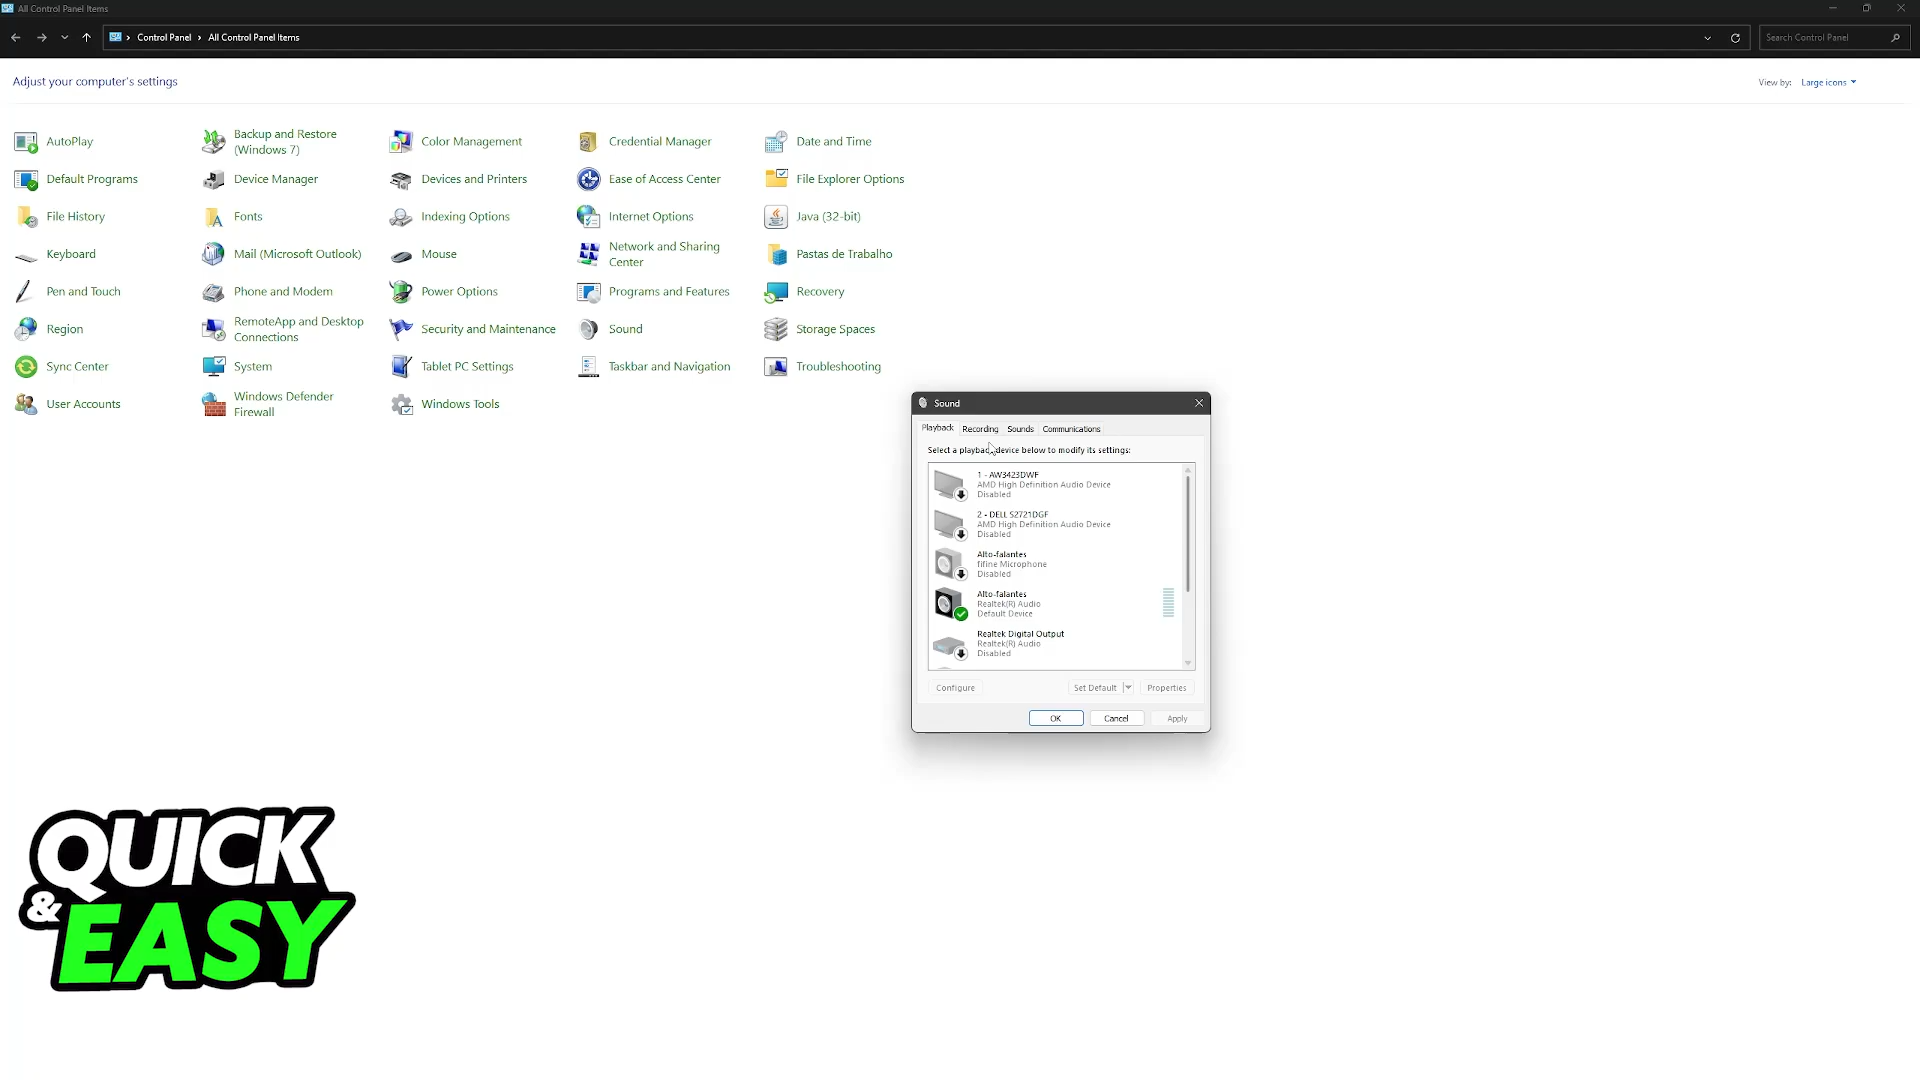 All Control Panel Items
Control Panel › All Control Panel Items
Search Control Panel
Adjust your computer's settings
View by: Large icons
AutoPlay
Backup and Restore
(Windows 7)
Color Management
Credential Manager
Date and Time
Default Programs
Device Manager
Devices and Printers
Ease of Access Center
File Explorer Options
File History
Fonts
Indexing Options
Internet Options
Java (32-bit)
Keyboard
Mail (Microsoft Outlook)
Mouse
Network and Sharing
Center
Pastas de Trabalho
Pen and Touch
Phone and Modem
Power Options
Programs and Features
Recovery
Region
RemoteApp and Desktop
Connections
Security and Maintenance
Sound
Storage Spaces
Sync Center
System
Tablet PC Settings
Taskbar and Navigation
Troubleshooting
User Accounts
Windows Defender
Firewall
Windows Tools
Sound
Playback Recording Sounds Communications
Select a playback device below to modify its settings:
1 - AW3423DWF
AMD High Definition Audio Device
Disabled
2 - DELL S2721DGF
AMD High Definition Audio Device
Disabled
Alto-falantes
fifine Microphone
Disabled
Alto-falantes
Realtek(R) Audio
Default Device
Realtek Digital Output
Realtek(R) Audio
Disabled
Configure Set Default Properties
OK Cancel Apply
QUICK
& EASY